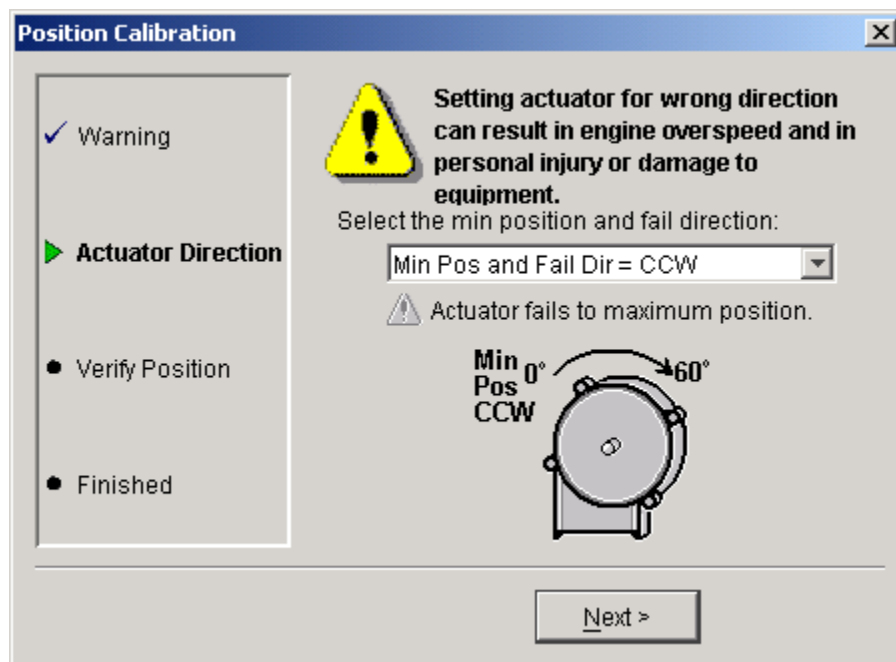 Position Calibration
Warning
Actuator Direction
Verify Position
Finished
Setting actuator for wrong direction
can result in engine overspeed and in
personal injury or damage to
equipment.
Select the min position and fail direction:
Min Pos and Fail Dir = CCW
Actuator fails to maximum position.
Min
Pos
CCW
0°
60°
Next >